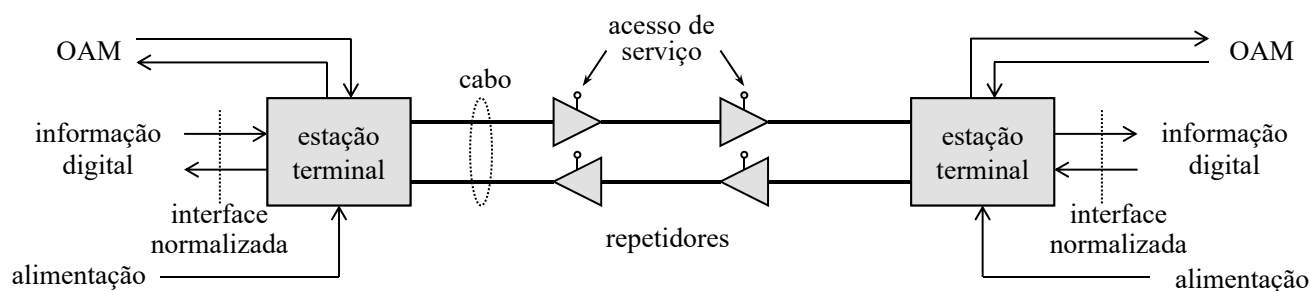 acesso de
serviço
OAM
OAM
cabo
informação
digital
estação
terminal
estação
terminal
informação
digital
interface
normalizada
repetidores
interface
normalizada
alimentação
alimentação